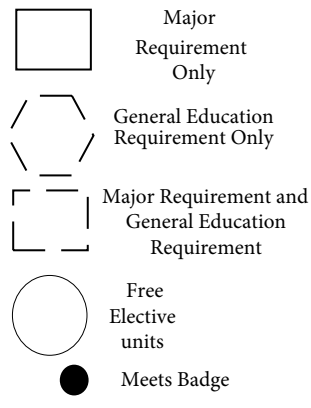 Major
Requirement
Only
General Education
Requirement Only
Major Requirement and
General Education
Requirement
Free
Elective
units
Meets Badge